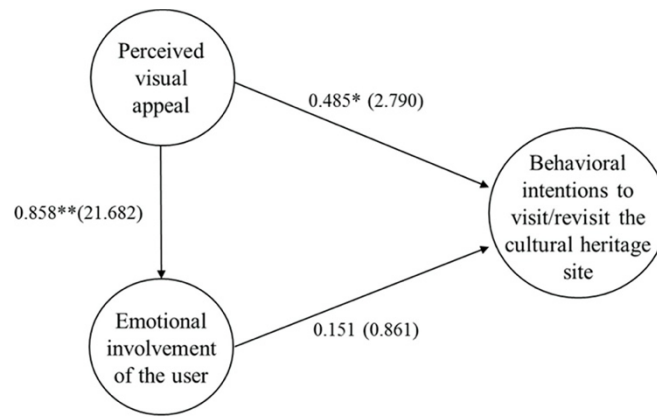 Perceived
visual
appeal
0.485* (2.790)
Behavioral
intentions to
visit/revisit the
cultural heritage
site
0.858**(21.682)
Emotional
involvement
of the user
0.151 (0.861)